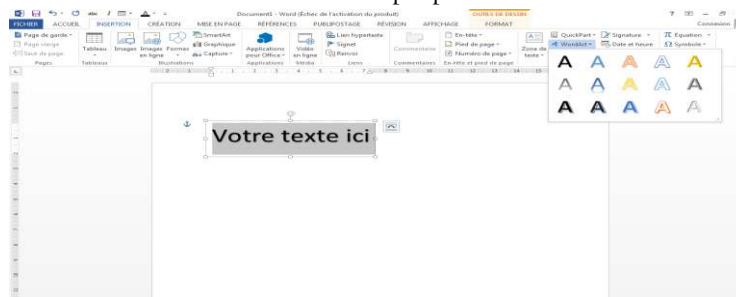 Document1 - Word (Échec de l'activation du produit)
OUTILS DE DESSIN
FICHIER ACCUEIL INSERTION CRÉATION MISE EN PAGE RÉFÉRENCES PUBLIPOSTAGE RÉVISION AFFICHAGE FORMAT Connexion
Page de garde SmartArt Lien hypertexte En-tête QuickPart Signature Equation
Page vierge Graphique Signet Pied de page WordArt Date et heure Symbole
Saut de page Capture Renvoi Numéro de page
Tableau Images Images en ligne Formes Applications pour Office Vidéo en ligne Commentaire Zone de texte
Pages Tableaux Illustrations Applications Média Liens Commentaires En-tête et pied de page
A A A A A
A A A A A
A A A A A
Votre texte ici